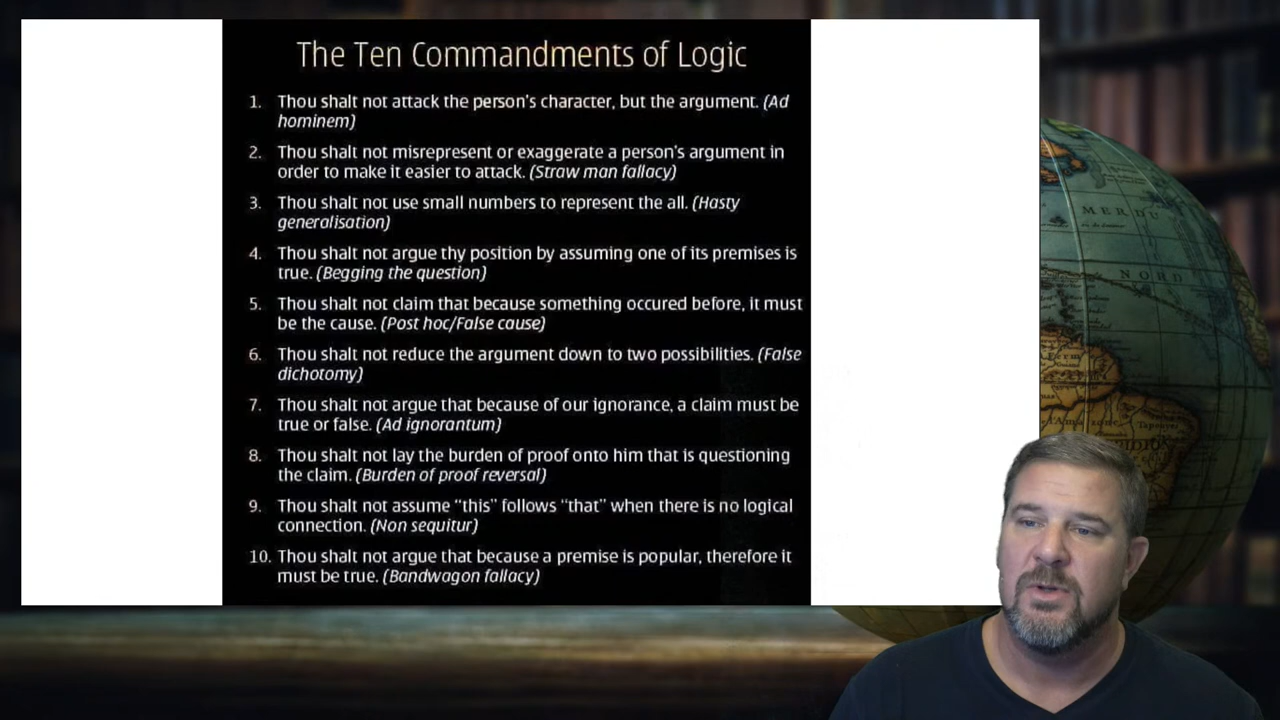 The Ten Commandments of Logic
1. Thou shalt not attack the person's character, but the argument. (Ad
hominem)
2. Thou shalt not misrepresent or exaggerate a person's argument in
order to make it easier to attack. (Straw man fallacy)
3. Thou shalt not use small numbers to represent the all. (Hasty
generalisation)
4. Thou shalt not argue thy position by assuming one of its premises is
true. (Begging the question)
5. Thou shalt not claim that because something occured before, it must
be the cause. (Post hoc/False cause)
6. Thou shalt not reduce the argument down to two possibilities. (False
dichotomy)
7. Thou shalt not argue that because of our ignorance, a claim must be
true or false. (Ad ignorantum)
8. Thou shalt not lay the burden of proof onto him that is questioning
the claim. (Burden of proof reversal)
9. Thou shalt not assume “this” follows “that” when there is no logical
connection. (Non sequitur)
10. Thou shalt not argue that because a premise is popular, therefore it
must be true. (Bandwagon fallacy)
MER DU
NORD